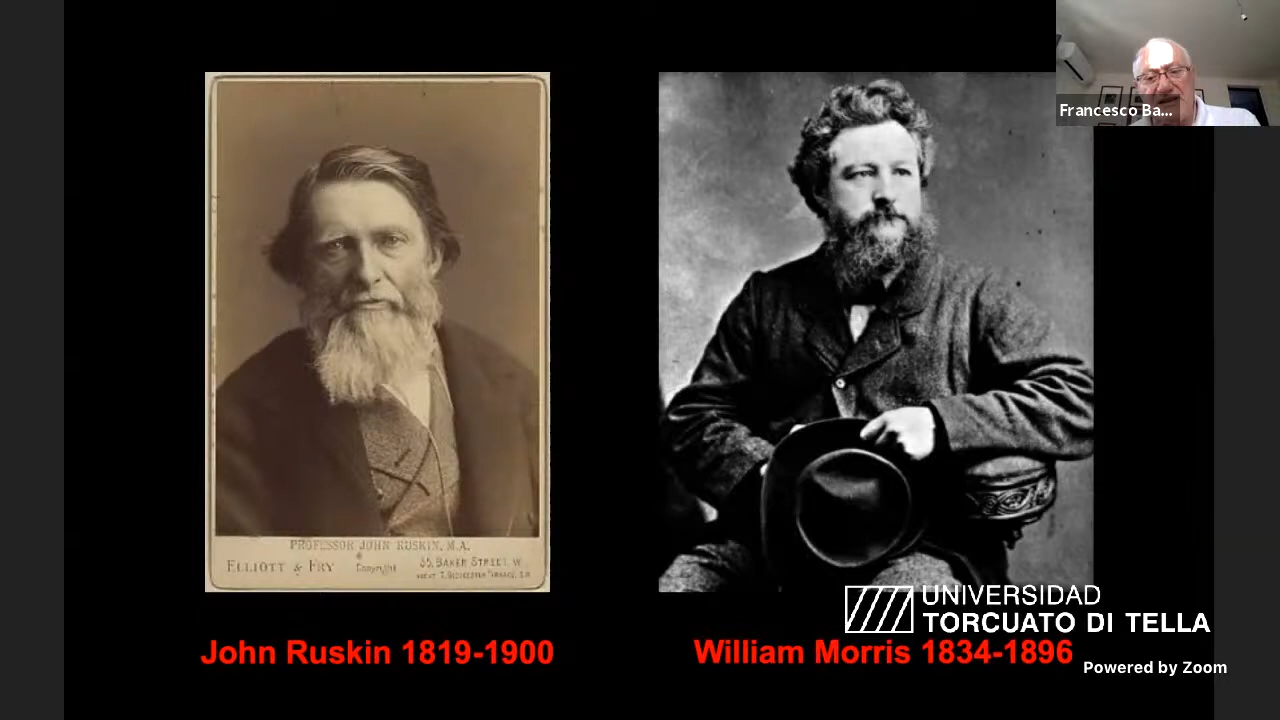 Francesco Ba...
PROFESSOR JOHN RUSKIN, M.A.
ELLIOTT & FRY
Copyright
55, BAKER STREET, W.
John Ruskin 1819-1900
William Morris 1834-1896
UNIVERSIDAD
TORCUATO DI TELLA
Powered by Zoom